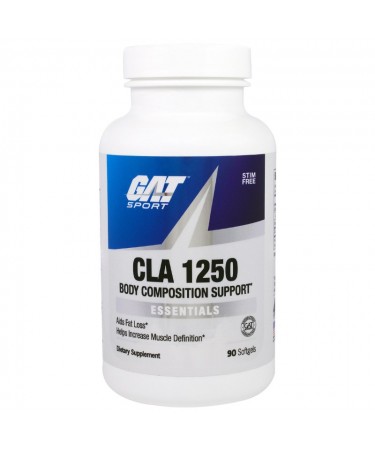 GAT
SPORT
STIM
FREE
CLA 1250
BODY COMPOSITION SUPPORT*
ESSENTIALS
Aids Fat Loss*
Helps Increase Muscle Definition*
Dietary Supplement
90 Softgels